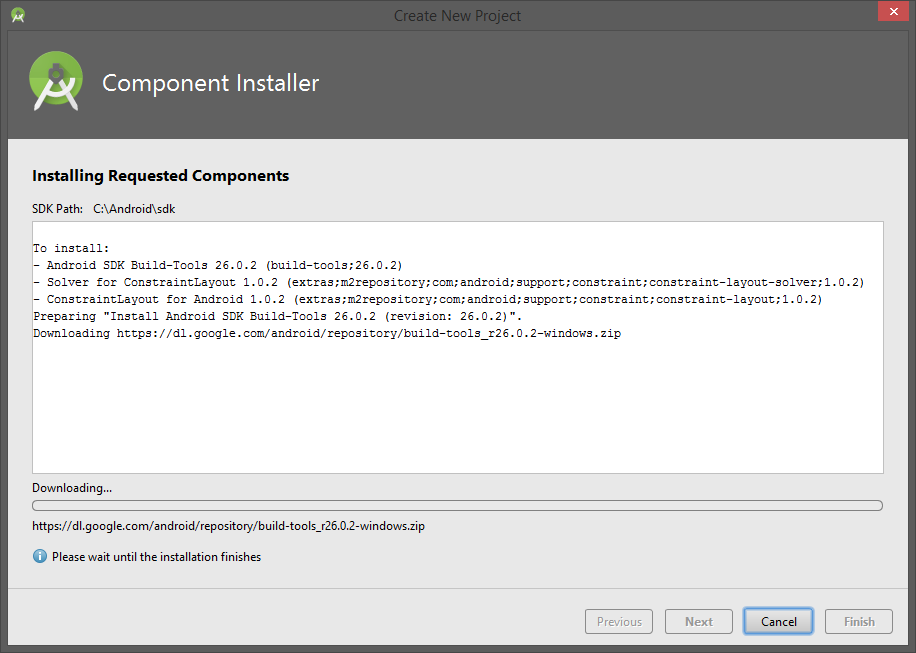 Create New Project
Component Installer
Installing Requested Components
SDK Path: C:\Android\sdk
To install:
- Android SDK Build-Tools 26.0.2 (build-tools;26.0.2)
- Solver for ConstraintLayout 1.0.2 (extras;m2repository;com;android;support;constraint;constraint-layout-solver;1.0.2)
- ConstraintLayout for Android 1.0.2 (extras;m2repository;com;android;support;constraint;constraint-layout;1.0.2)
Preparing "Install Android SDK Build-Tools 26.0.2 (revision: 26.0.2)".
Downloading https://dl.google.com/android/repository/build-tools_r26.0.2-windows.zip
Downloading...
https://dl.google.com/android/repository/build-tools_r26.0.2-windows.zip
Please wait until the installation finishes
Previous Next Cancel Finish